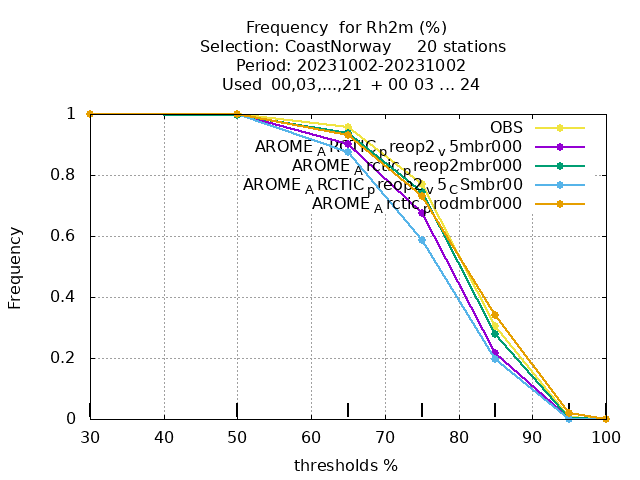 Frequency for Rh2m (%)
Selection: CoastNorway 20 stations
Period: 20231002-20231002
Used 00,03,...,21 + 00 03 ... 24
OBS
AROME_ARCTIC_preop2_v5mbr000
AROME_Arctic_preop2mbr000
AROME_ARCTIC_preop2_v5_CSmbr00
AROME_Arctic_prodmbr000
1
0.8
0.6
0.4
0.2
0
Frequency
30 40 50 60 70 80 90 100
thresholds %